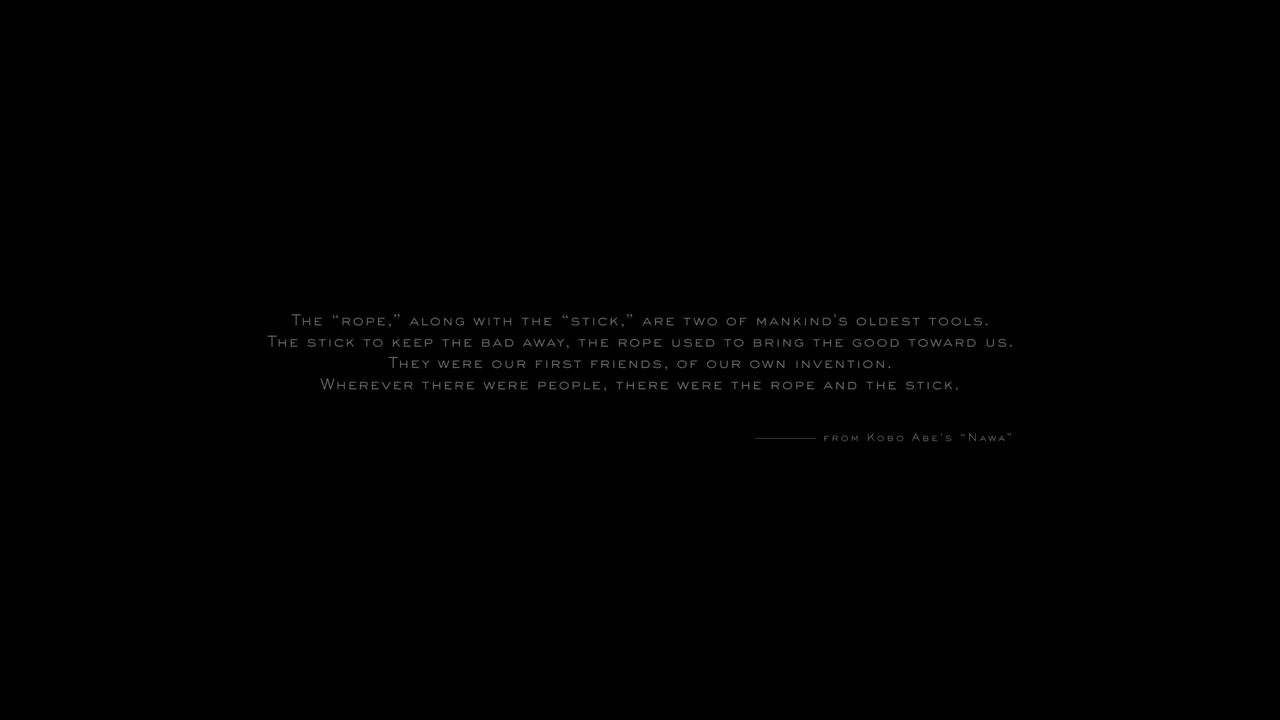 The “rope,” along with the “stick,” are two of mankind's oldest tools.
The stick to keep the bad away, the rope used to bring the good toward us.
They were our first friends, of our own invention.
Wherever there were people, there were the rope and the stick.
from Kobo Abe's “Nawa”